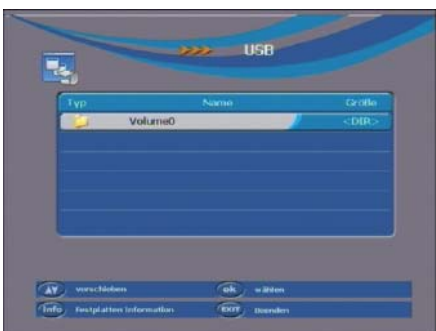 USB
Typ Name Größe
Volume0 <DIR>
verschieben ok wählen
Info Festplatten Information EXIT Beenden